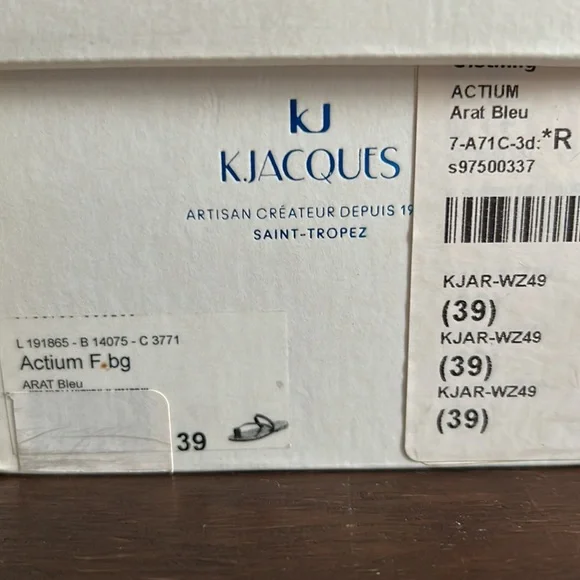 KJ
K.JACQUES
ARTISAN CRÉATEUR DEPUIS 19
SAINT-TROPEZ
L 191865 - B 14075 - C 3771
Actium F.bg
ARAT Bleu
39
ACTIUM
Arat Bleu
7-A71C-3d:*R
s97500337
KJAR-WZ49
(39)
KJAR-WZ49
(39)
KJAR-WZ49
(39)